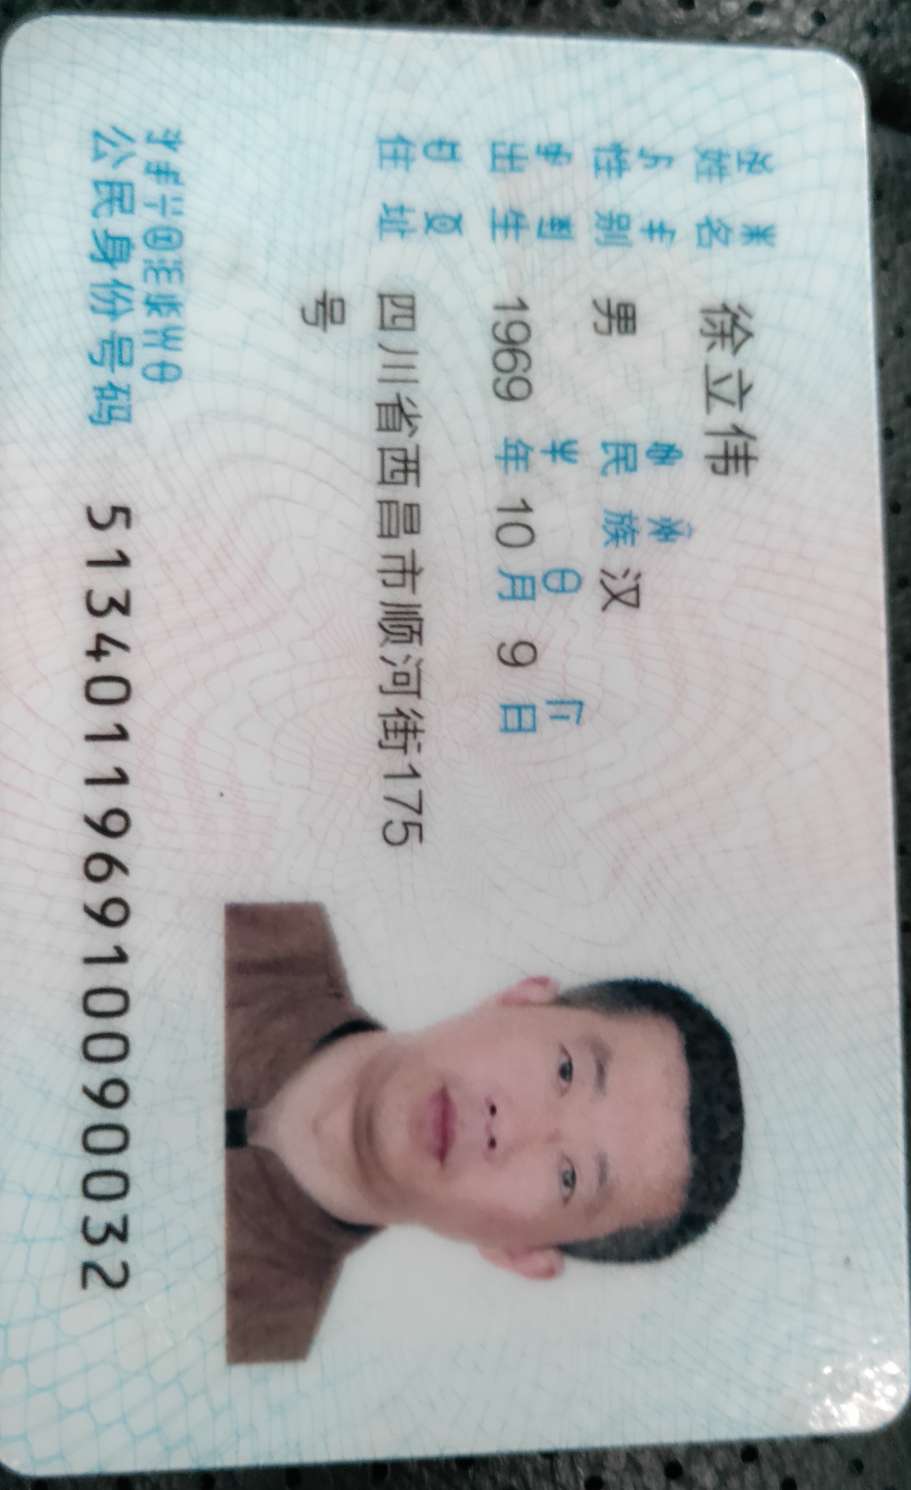 姓名 徐立伟
性别 男 民族 汉
出生 1969 年 10 月 9 日
住址 四川省西昌市顺河街175
号
公民身份号码 513401196910090032